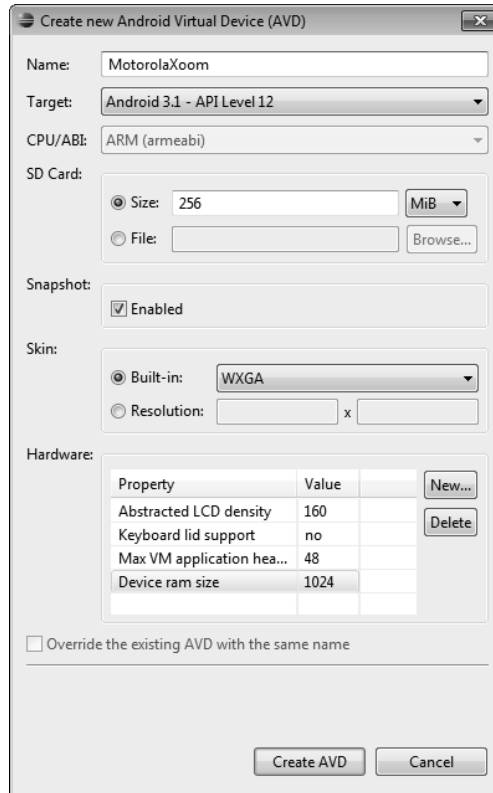 Create new Android Virtual Device (AVD)
Name: MotorolaXoom
Target: Android 3.1 - API Level 12
CPU/ABI: ARM (armeabi)
SD Card:
Size: 256 MiB
File: Browse...
Snapshot:
Enabled
Skin:
Built-in: WXGA
Resolution: x
Hardware:
Property Value New...
Abstracted LCD density 160
Keyboard lid support no Delete
Max VM application hea... 48
Device ram size 1024
Override the existing AVD with the same name
Create AVD Cancel